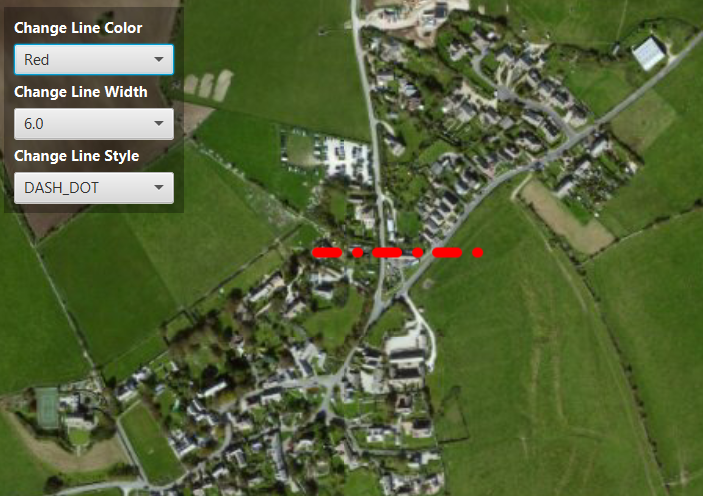 Change Line Color
Red
Change Line Width
6.0
Change Line Style
DASH_DOT